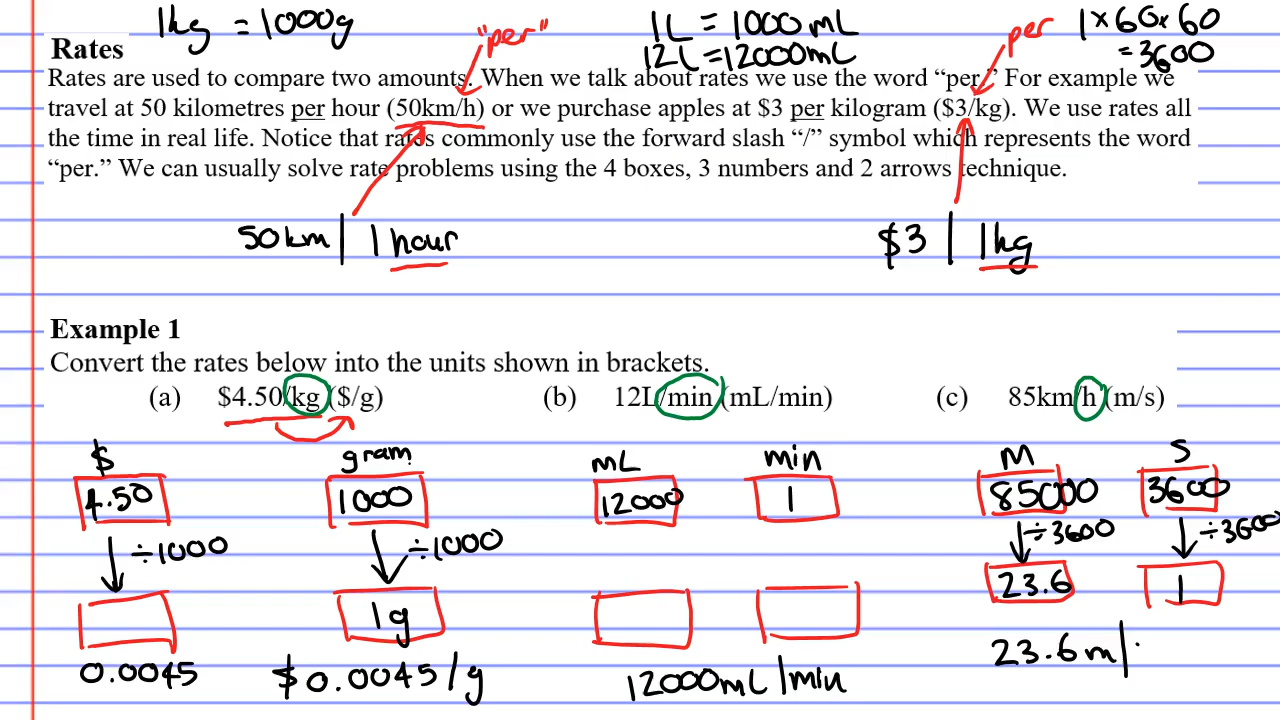 1kg = 1000g
1L = 1000mL
12L = 12000mL
"per"
per
1 × 60 × 60
= 3600
Rates
Rates are used to compare two amounts. When we talk about rates we use the word “per.” For example we
travel at 50 kilometres per hour (50km/h) or we purchase apples at $3 per kilogram ($3/kg). We use rates all
the time in real life. Notice that rates commonly use the forward slash “/” symbol which represents the word
“per.” We can usually solve rate problems using the 4 boxes, 3 numbers and 2 arrows technique.
50km | 1 hour
$3 | 1kg
Example 1
Convert the rates below into the units shown in brackets.
(a) $4.50/kg ($/g) (b) 12L/min (mL/min) (c) 85km/h (m/s)
$ gram mL min M S
4.50 1000 12000 1 85000 3600
÷1000 ÷1000 ÷3600 ÷3600
1g 23.6 1
0.0045 $0.0045/g 12000mL/min 23.6m/